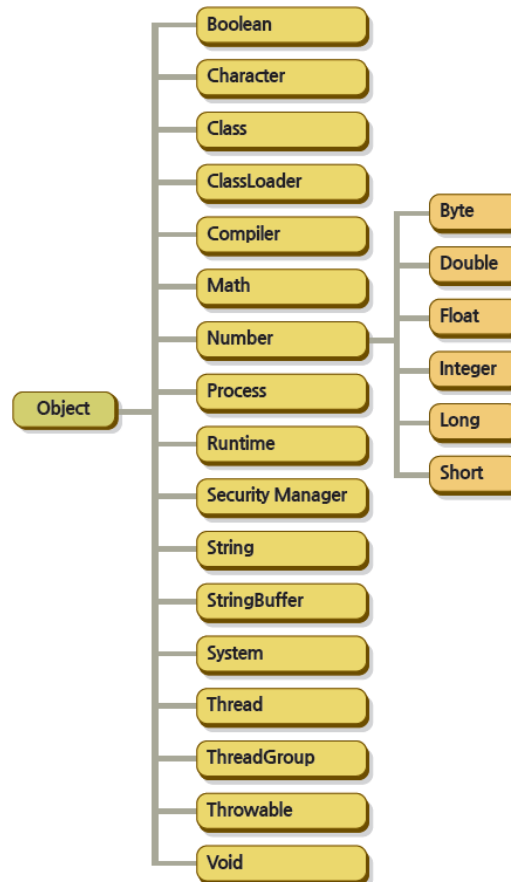 Object
Boolean
Character
Class
ClassLoader
Compiler
Math
Number
Process
Runtime
Security Manager
String
StringBuffer
System
Thread
ThreadGroup
Throwable
Void
Byte
Double
Float
Integer
Long
Short